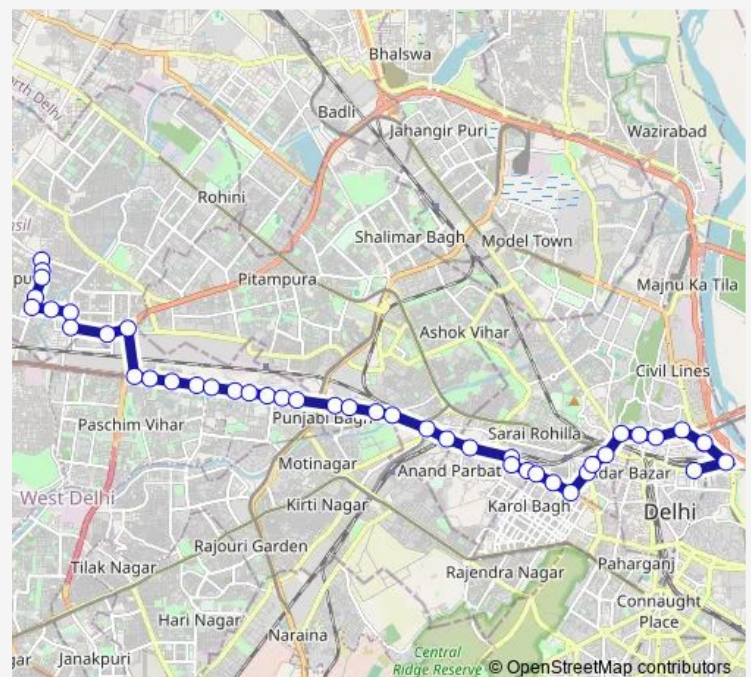 Bhalswa
Badli
Jahangir Puri
Wazirabad
Rohini
Shalimar Bagh
Model Town
Pitampura
Majnu Ka Tila
Ashok Vihar
Civil Lines
Paschim Vihar
Punjabi Bagh
Sarai Rohilla
Motinagar
Anand Parbat
dar Bazar
West Delhi
Kirti Nagar
Karol Bagh
Delhi
Rajouri Garden
Tilak Nagar
Rajendra Nagar
Paharganj
Connaught
Place
Hari Nagar
Naraina
Janakpuri
Central
Ridge Reserve
© OpenStreetMap contributors